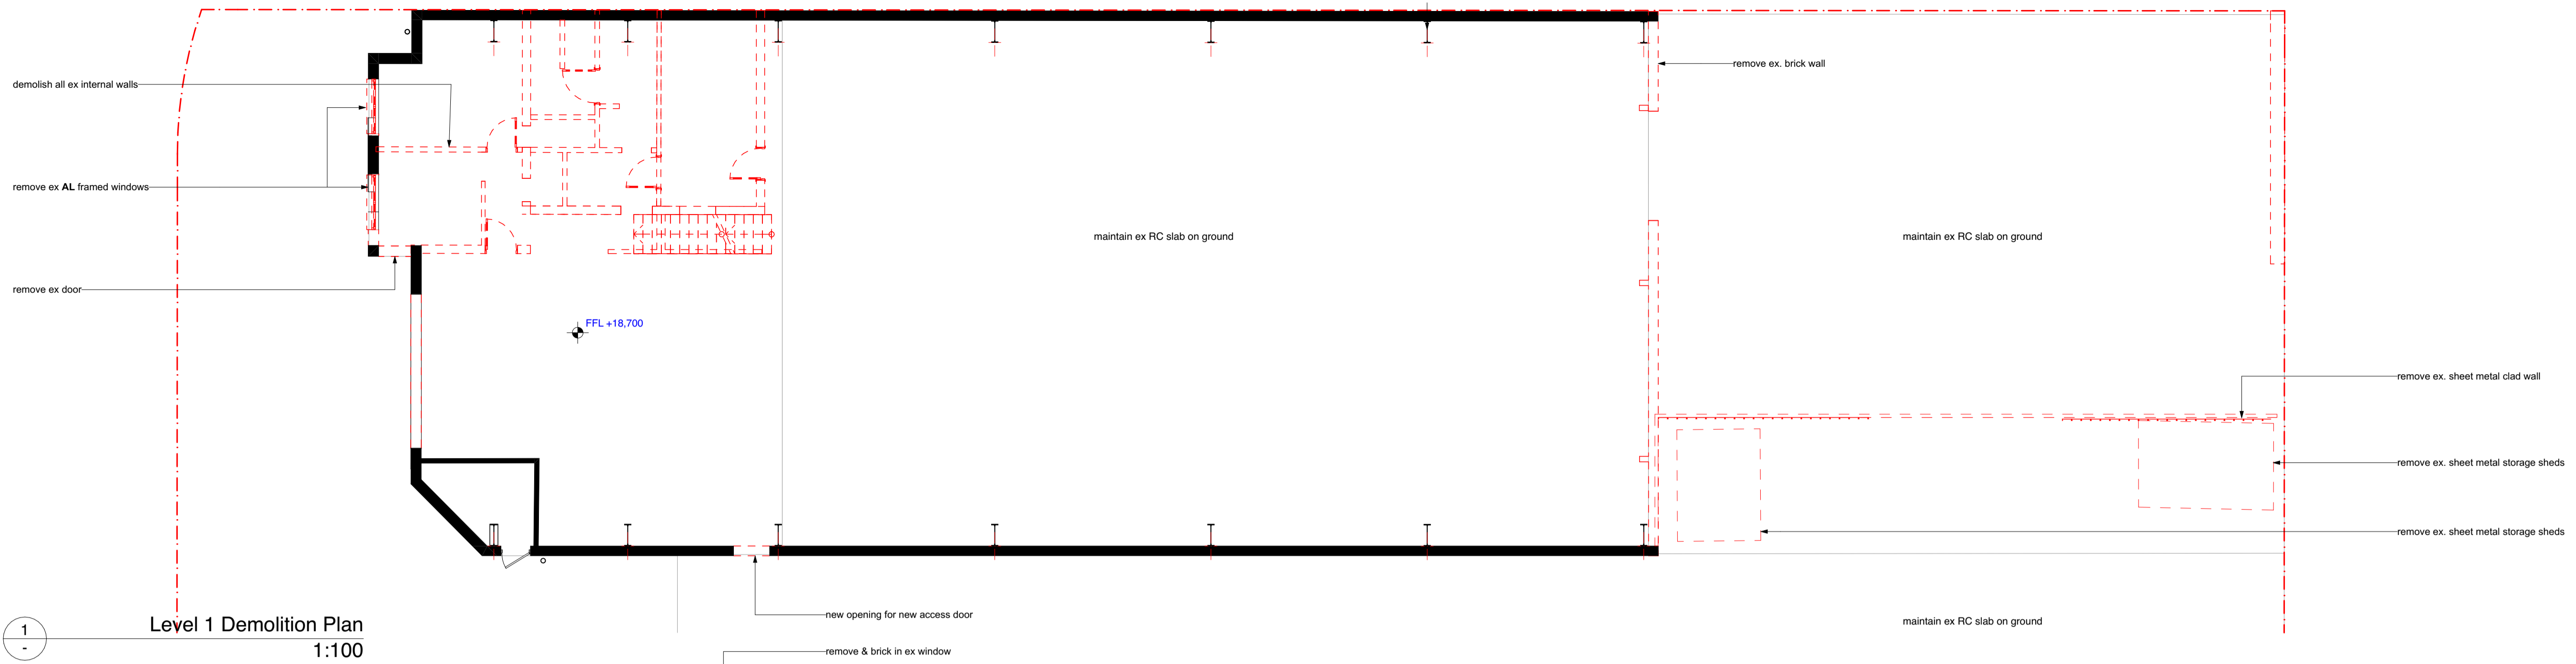 remove ex. brick wall
demolish all ex internal walls
remove ex AL framed windows
maintain ex RC slab on ground
maintain ex RC slab on ground
remove ex door
FFL +18,700
remove ex. sheet metal clad wall
remove ex. sheet metal storage sheds
remove ex. sheet metal storage sheds
new opening for new access door
maintain ex RC slab on ground
1
-
Level 1 Demolition Plan
1:100
remove & brick in ex window